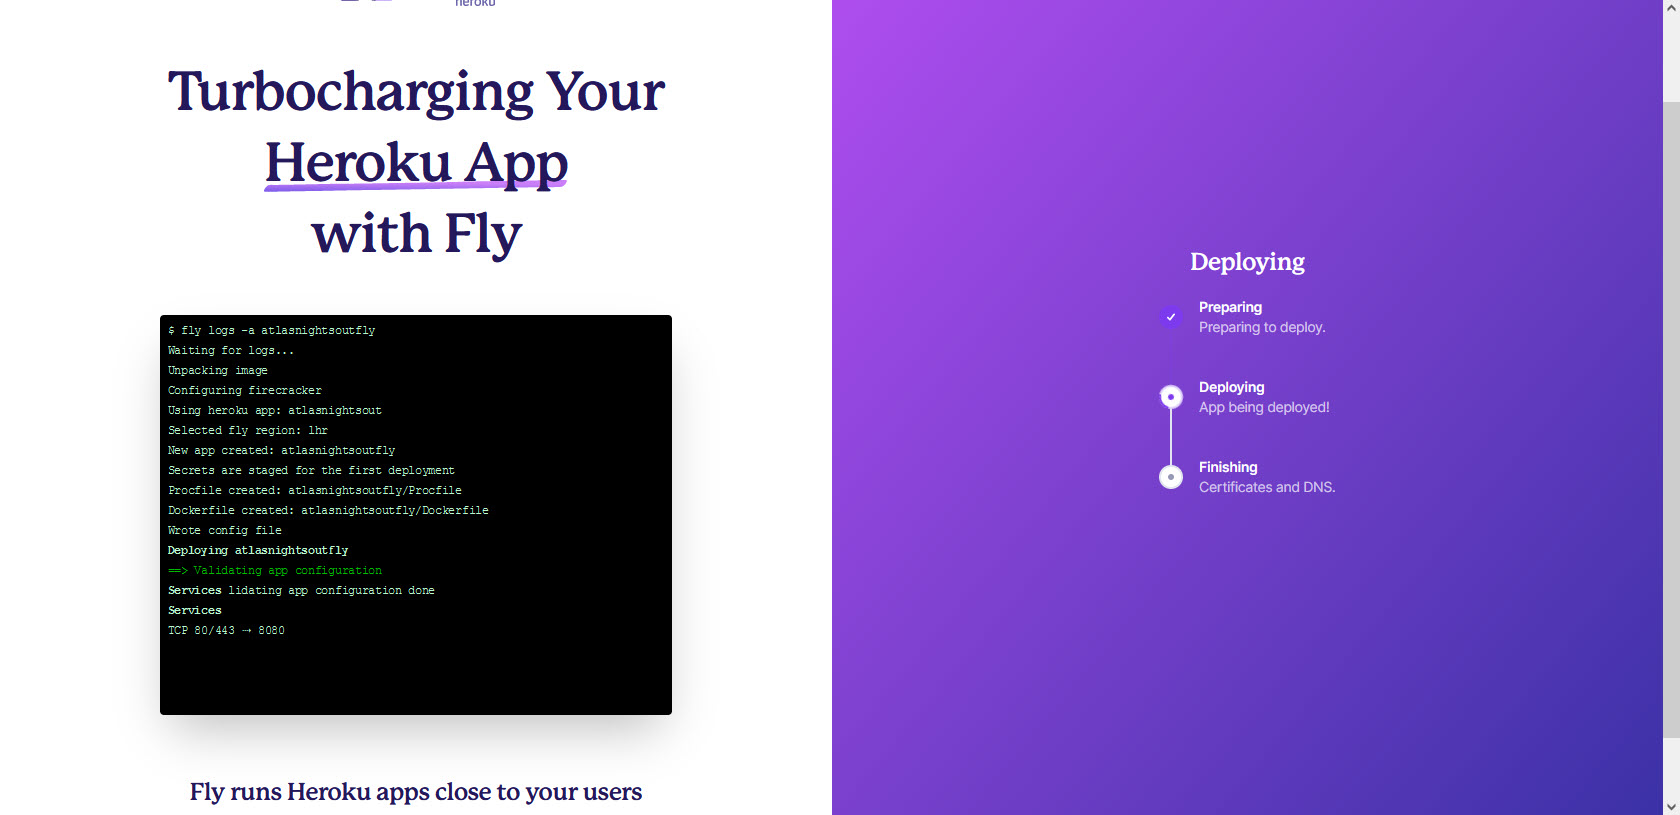 heroku
Turbocharging Your
Heroku App
with Fly
$ fly logs -a atlasnightsoutfly
Waiting for logs...
Unpacking image
Configuring firecracker
Using heroku app: atlasnightsout
Selected fly region: lhr
New app created: atlasnightsoutfly
Secrets are staged for the first deployment
Procfile created: atlasnightsoutfly/Procfile
Dockerfile created: atlasnightsoutfly/Dockerfile
Wrote config file
Deploying atlasnightsoutfly
==> Validating app configuration
Services lidating app configuration done
Services
TCP 80/443 → 8080
Fly runs Heroku apps close to your users
Deploying
Preparing
Preparing to deploy.
Deploying
App being deployed!
Finishing
Certificates and DNS.